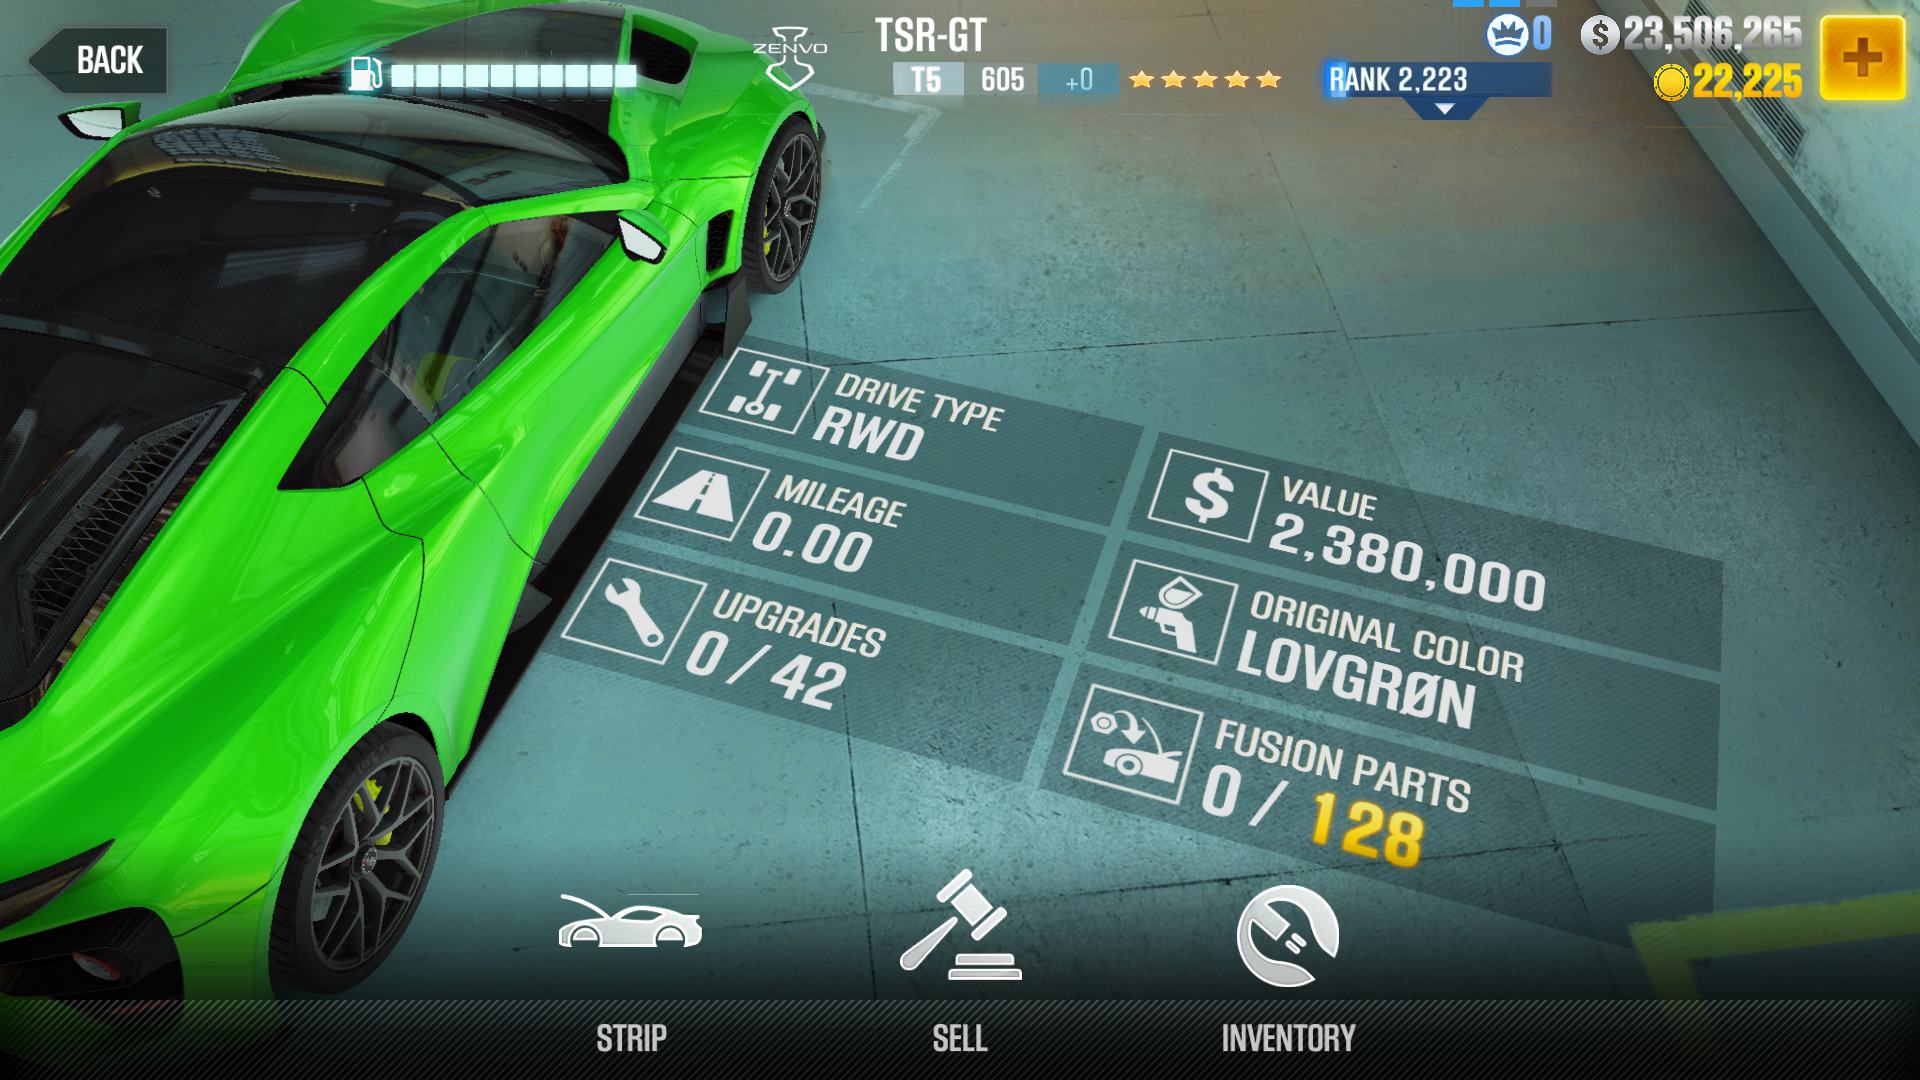 BACK
ZENVO
TSR-GT
T5 605 +0
RANK 2,223
0
$ 23,506,265
22,225
DRIVE TYPE
RWD
MILEAGE
0.00
UPGRADES
0 / 42
$ VALUE
2,380,000
ORIGINAL COLOR
LOVGRØN
FUSION PARTS
0 / 128
STRIP
SELL
INVENTORY